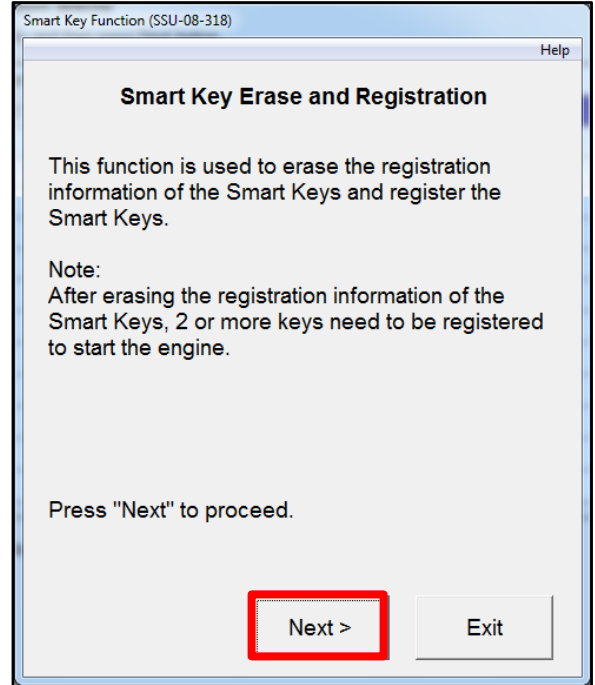 Smart Key Function (SSU-08-318)
Help
Smart Key Erase and Registration
This function is used to erase the registration
information of the Smart Keys and register the
Smart Keys.
Note:
After erasing the registration information of the
Smart Keys, 2 or more keys need to be registered
to start the engine.
Press "Next" to proceed.
Next >
Exit